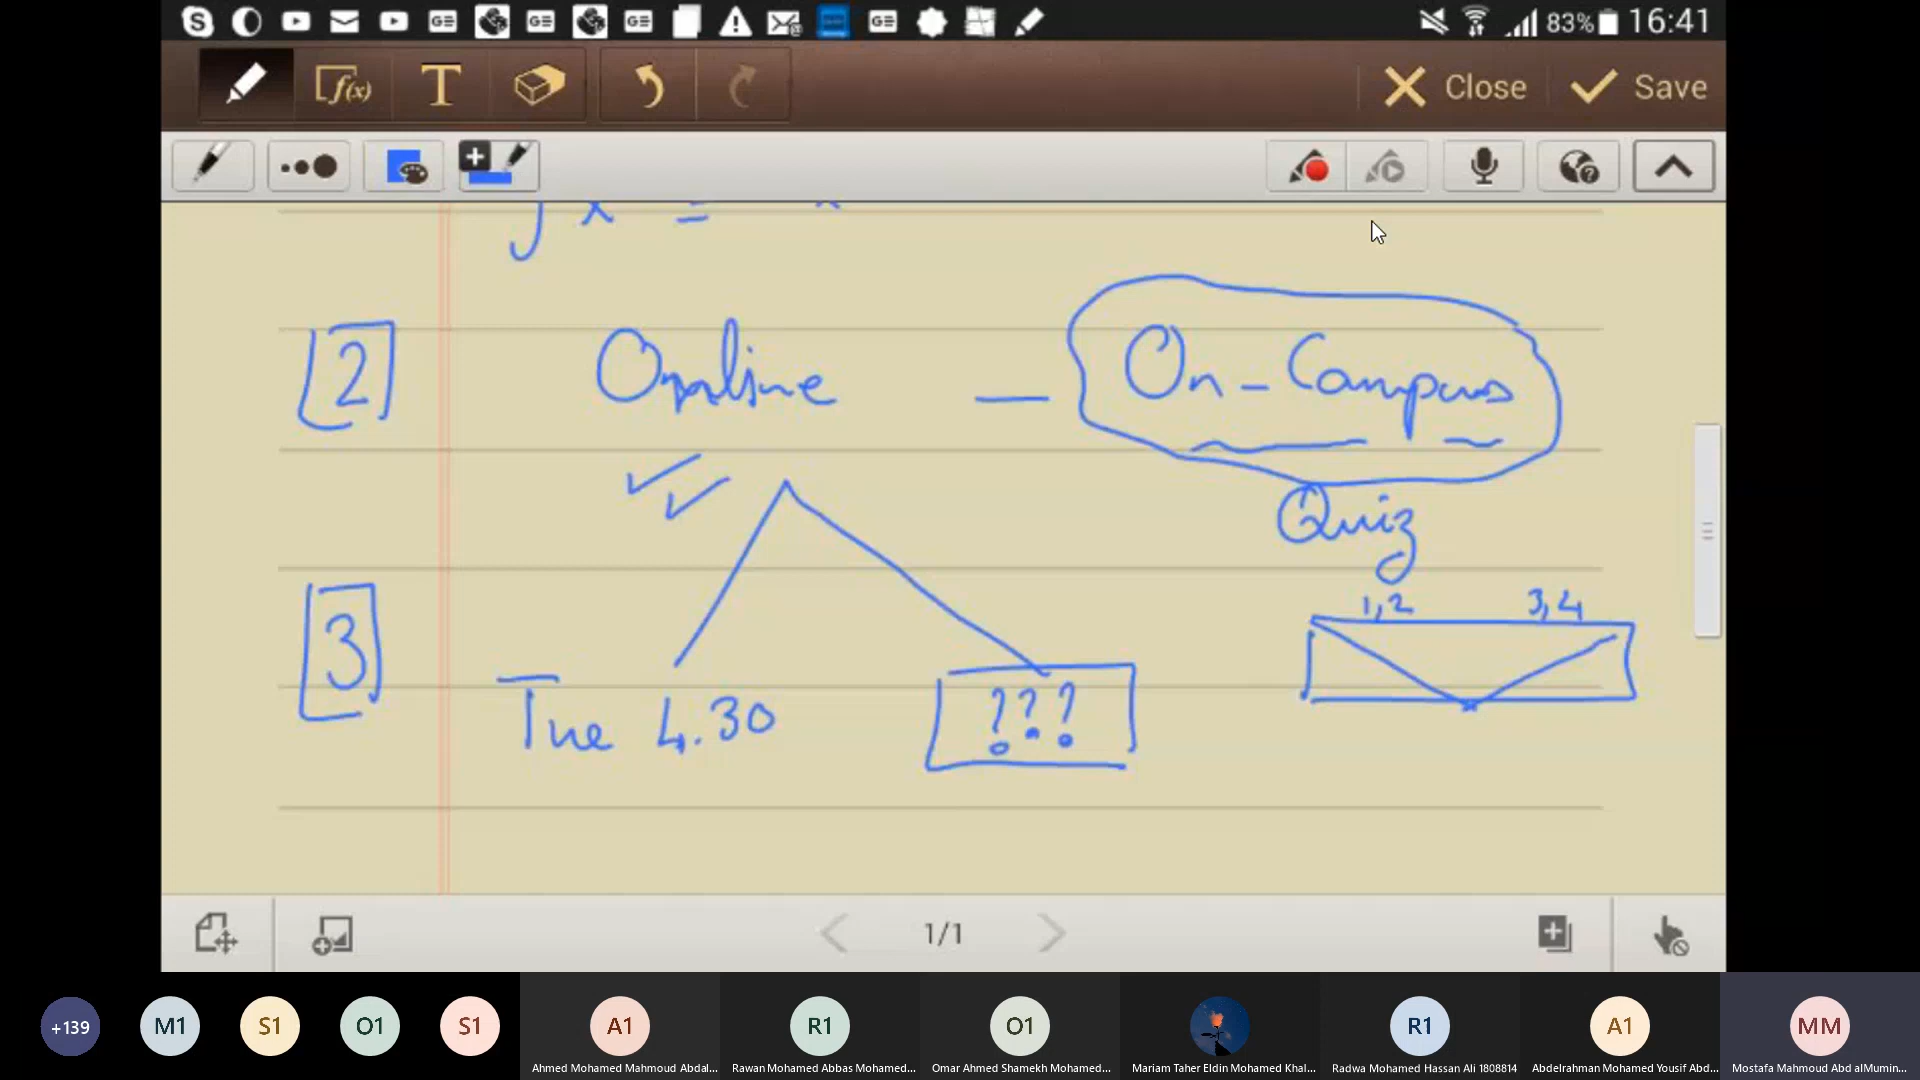 83% 16:41
f(x) T Close Save
y x = x
2 Online — On-Campus
Quiz
1,2 3,4
3 Tue 4.30 ???
1/1
+139 M1 S1 O1 S1 A1 R1 O1 R1 A1 MM
Ahmed Mohamed Mahmoud Abdal... Rawan Mohamed Abbas Mohamed... Omar Ahmed Shamekh Mohamed... Mariam Taher Eldin Mohamed Khal... Radwa Mohamed Hassan Ali 1808814 Abdelrahman Mohamed Yousif Abd... Mostafa Mahmoud Abd alMumin...